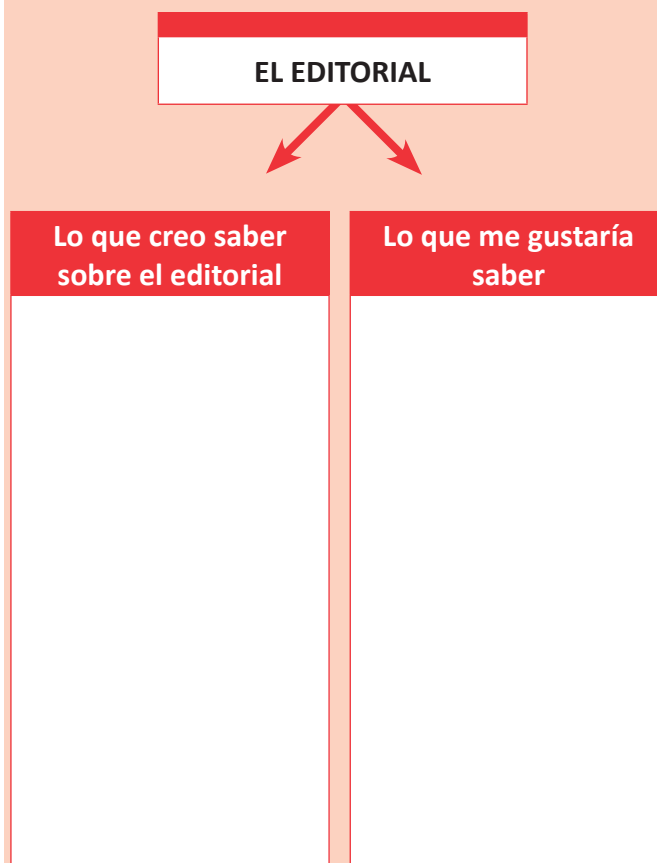 EL EDITORIAL
Lo que creo saber
sobre el editorial
Lo que me gustaría
saber